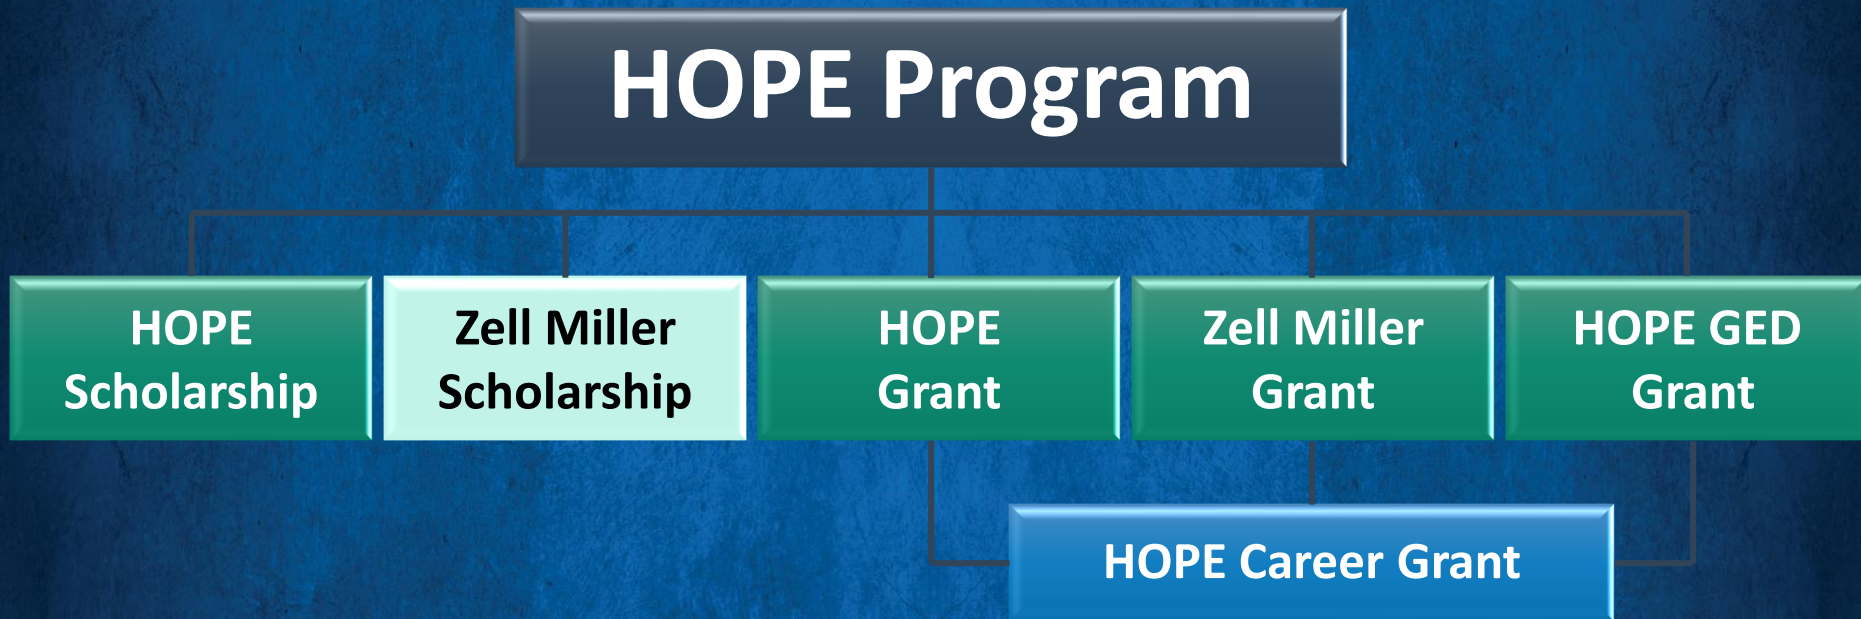 HOPE Program
HOPE
Scholarship
Zell Miller
Scholarship
HOPE
Grant
Zell Miller
Grant
HOPE GED
Grant
HOPE Career Grant